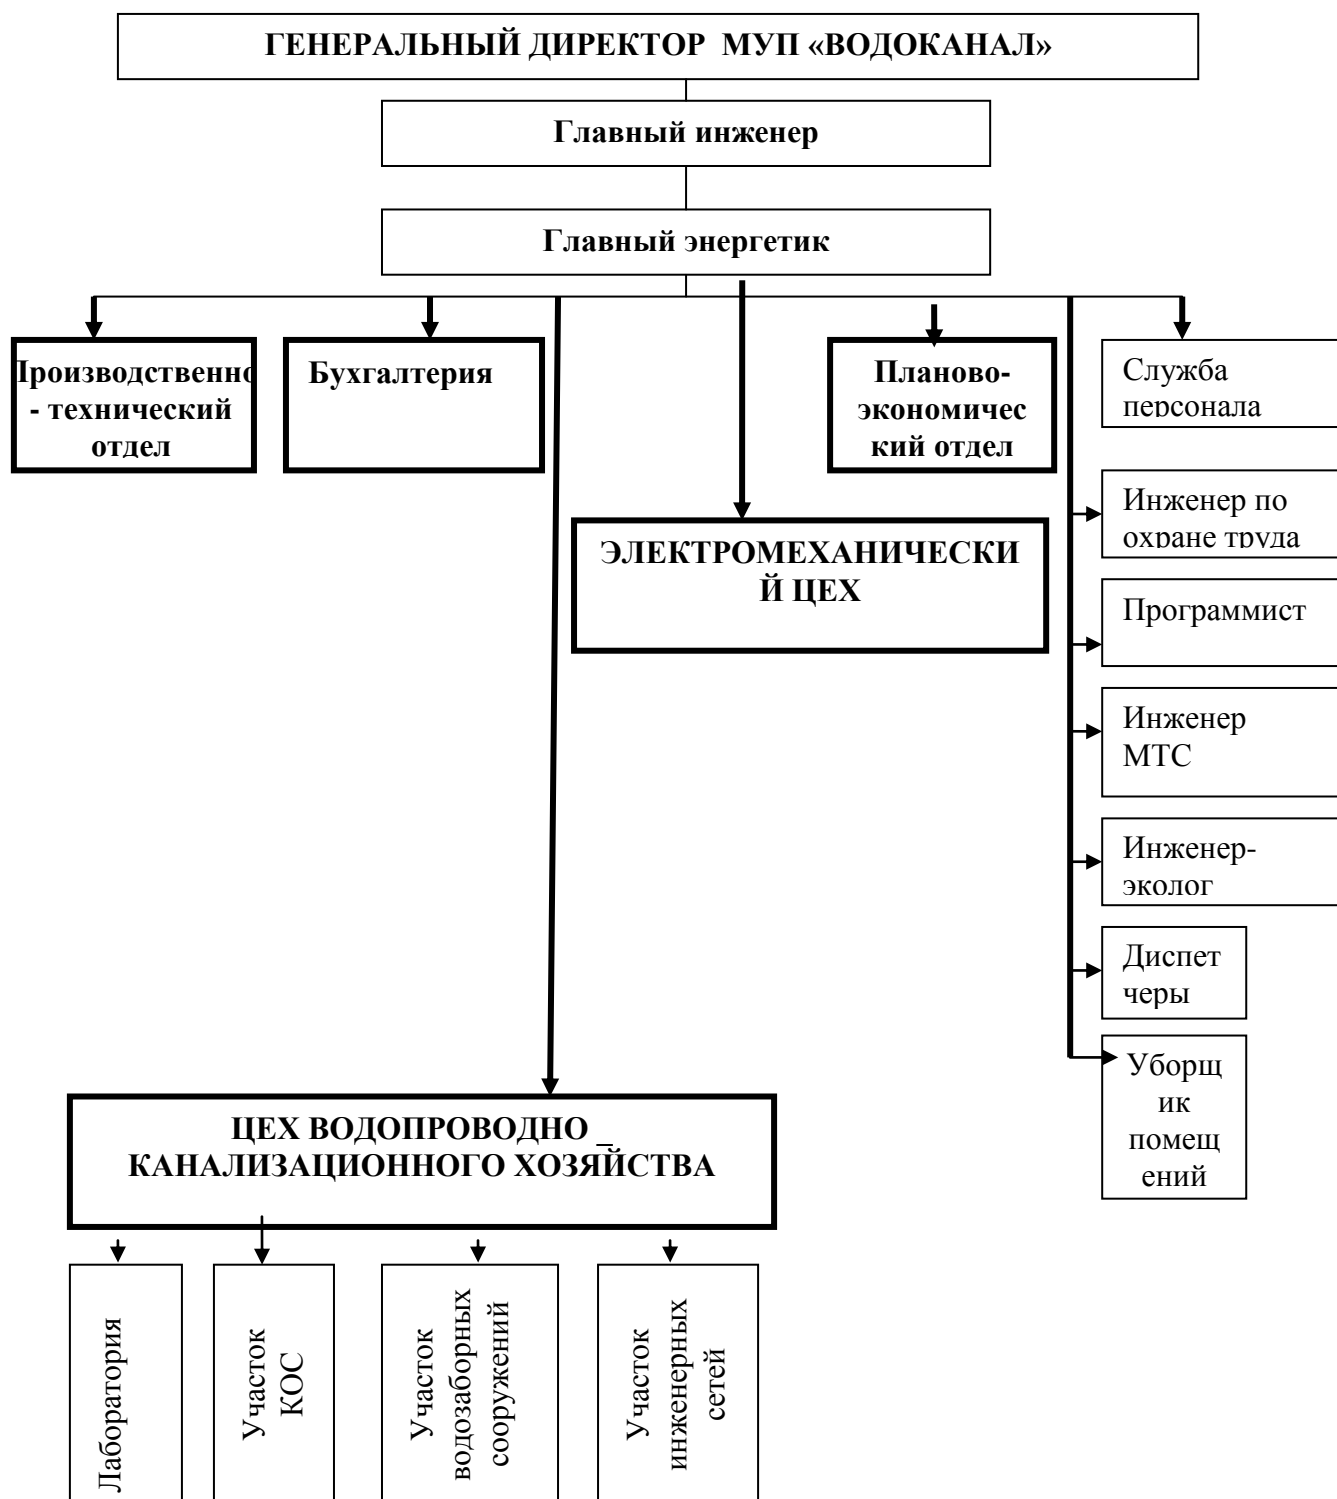 ГЕНЕРАЛЬНЫЙ ДИРЕКТОР МУП «ВОДОКАНАЛ»
Главный инженер
Главный энергетик
Производственно
- технический
отдел
Бухгалтерия
Планово-
экономичес
кий отдел
Служба
персонала
ЭЛЕКТРОМЕХАНИЧЕСКИ
Й ЦЕХ
Инженер по
охране труда
Программист
Инженер
МТС
Инженер-
эколог
Диспет
черы
Уборщ
ик
помещ
ений
ЦЕХ ВОДОПРОВОДНО _
КАНАЛИЗАЦИОННОГО ХОЗЯЙСТВА
Лаборатория
Участок
КОС
Участок
водозаборных
сооружений
Участок
инженерных
сетей